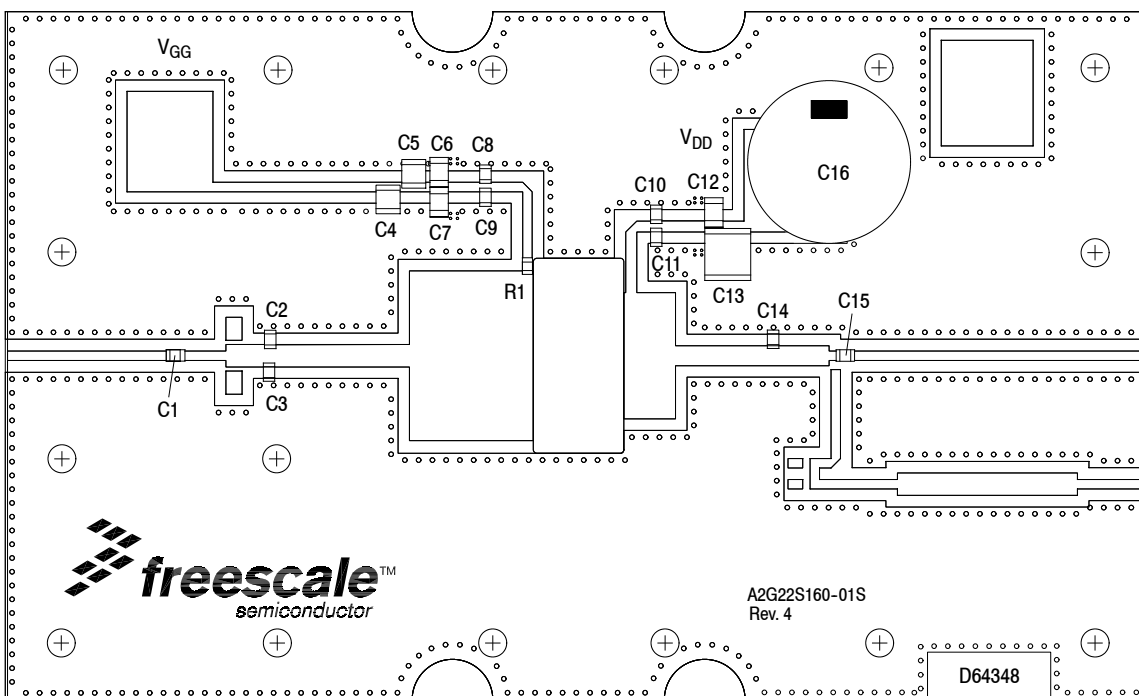 VGG
C5 C6 C8
VDD
C10 C12
C16
C4 C7 C9
C11
R1
C13
C2
C14 C15
C1
C3
freescale™
semiconductor
A2G22S160-01S
Rev. 4
D64348